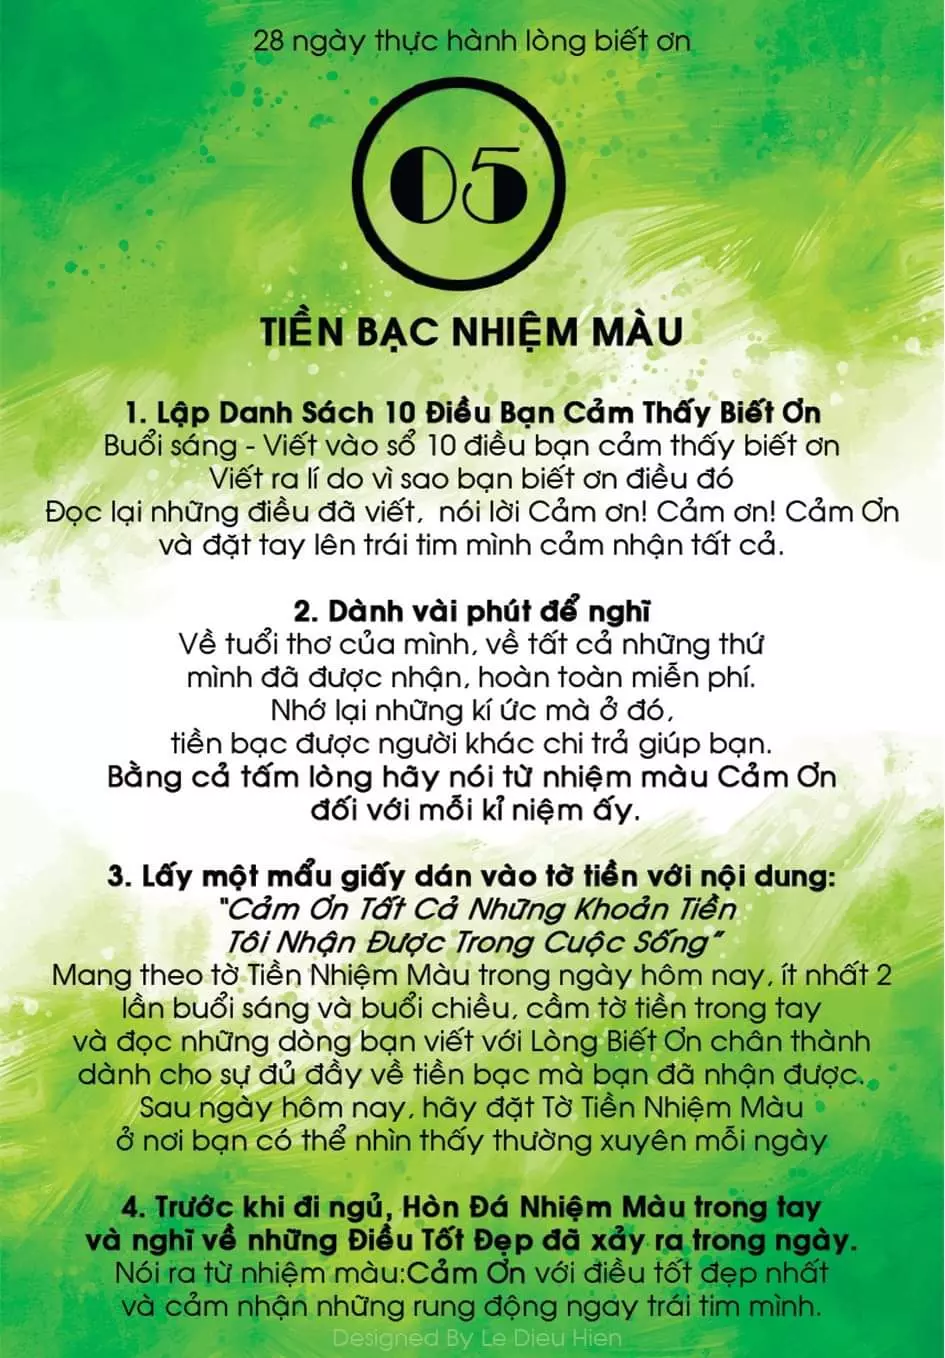 28 ngày thực hành lòng biết ơn
05
TIỀN BẠC NHIỆM MÀU
1. Lập Danh Sách 10 Điều Bạn Cảm Thấy Biết Ơn
Buổi sáng - Viết vào sổ 10 điều bạn cảm thấy biết ơn
Viết ra lí do vì sao bạn biết ơn điều đó
Đọc lại những điều đã viết, nói lời Cảm ơn! Cảm ơn! Cảm Ơn
và đặt tay lên trái tim mình cảm nhận tất cả.
2. Dành vài phút để nghĩ
Về tuổi thơ của mình, về tất cả những thứ
mình đã được nhận, hoàn toàn miễn phí.
Nhớ lại những kí ức mà ở đó,
tiền bạc được người khác chi trả giúp bạn.
Bằng cả tấm lòng hãy nói từ nhiệm màu Cảm Ơn
đối với mỗi kỉ niệm ấy.
3. Lấy một mẩu giấy dán vào tờ tiền với nội dung:
"Cảm Ơn Tất Cả Những Khoản Tiền
Tôi Nhận Được Trong Cuộc Sống"
Mang theo tờ Tiền Nhiệm Màu trong ngày hôm nay, ít nhất 2
lần buổi sáng và buổi chiều, cầm tờ tiền trong tay
và đọc những dòng bạn viết với Lòng Biết Ơn chân thành
dành cho sự đủ đầy về tiền bạc mà bạn đã nhận được.
Sau ngày hôm nay, hãy đặt Tờ Tiền Nhiệm Màu
ở nơi bạn có thể nhìn thấy thường xuyên mỗi ngày
4. Trước khi đi ngủ, Hòn Đá Nhiệm Màu trong tay
và nghĩ về những Điều Tốt Đẹp đã xảy ra trong ngày.
Nói ra từ nhiệm màu:Cảm Ơn với điều tốt đẹp nhất
và cảm nhận những rung động ngay trái tim mình.
Designed By Le Dieu Hien